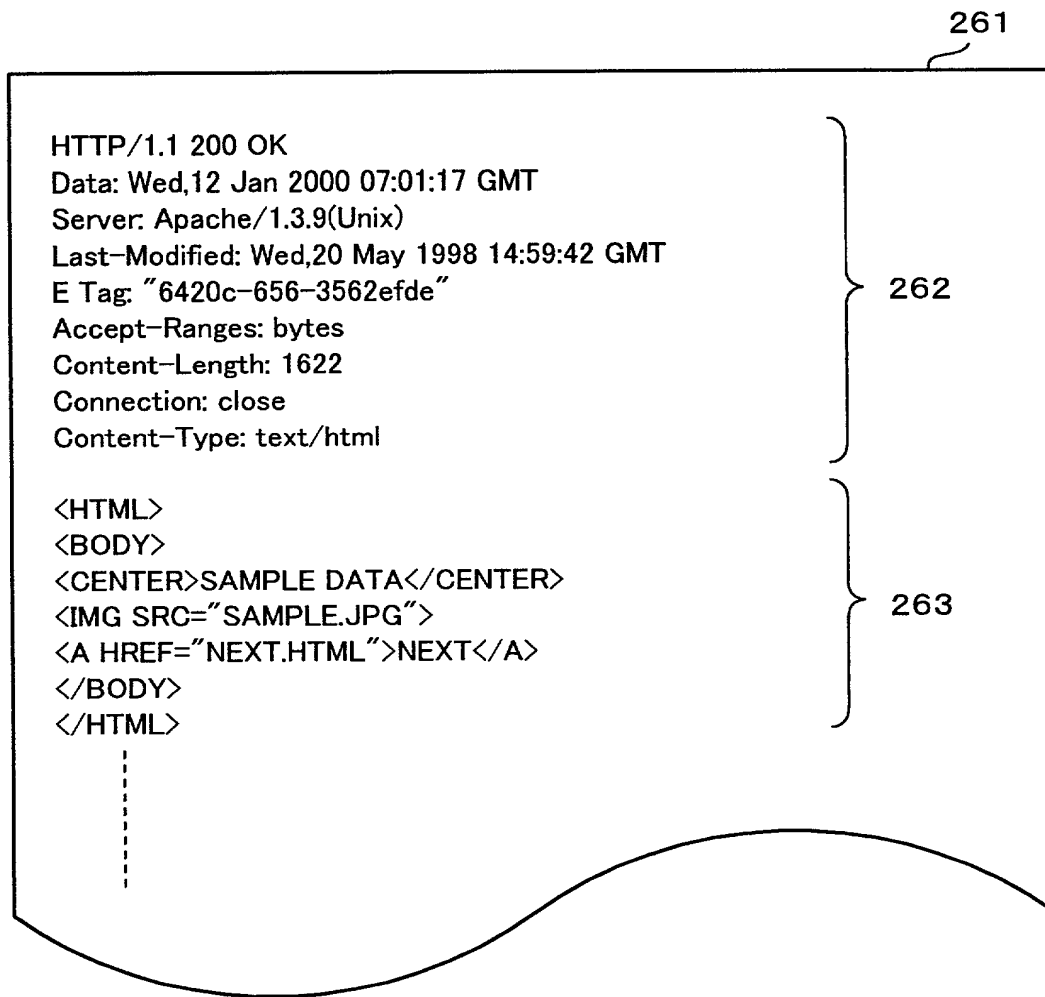 261
HTTP/1.1 200 OK
Data: Wed,12 Jan 2000 07:01:17 GMT
Server: Apache/1.3.9(Unix)
Last-Modified: Wed,20 May 1998 14:59:42 GMT
E Tag: "6420c-656-3562efde"
Accept-Ranges: bytes
Content-Length: 1622
Connection: close
Content-Type: text/html
262
<HTML>
<BODY>
<CENTER>SAMPLE DATA</CENTER>
<IMG SRC="SAMPLE.JPG">
<A HREF="NEXT.HTML">NEXT</A>
</BODY>
</HTML>
263